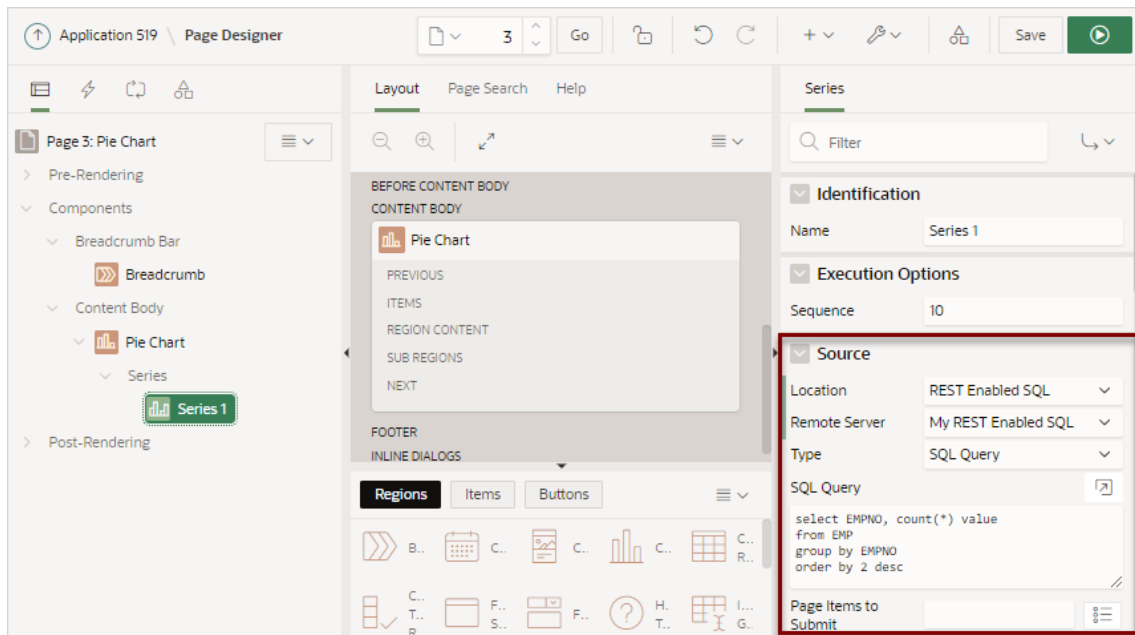 Application 519 \ Page Designer
3
Go
Save
Page 3: Pie Chart
Pre-Rendering
Components
Breadcrumb Bar
Breadcrumb
Content Body
Pie Chart
Series
Series 1
Post-Rendering
Layout
Page Search
Help
BEFORE CONTENT BODY
CONTENT BODY
Pie Chart
PREVIOUS
ITEMS
REGION CONTENT
SUB REGIONS
NEXT
FOOTER
INLINE DIALOGS
Regions
Items
Buttons
B..
C..
C..
C..
C..
R..
C..
T..
R
F..
S..
F..
H.
T..
I...
G..
Series
Filter
Identification
Name
Series 1
Execution Options
Sequence
10
Source
Location
REST Enabled SQL
Remote Server
My REST Enabled SQL
Type
SQL Query
SQL Query
select EMPNO, count(*) value
from EMP
group by EMPNO
order by 2 desc
Page Items to
Submit